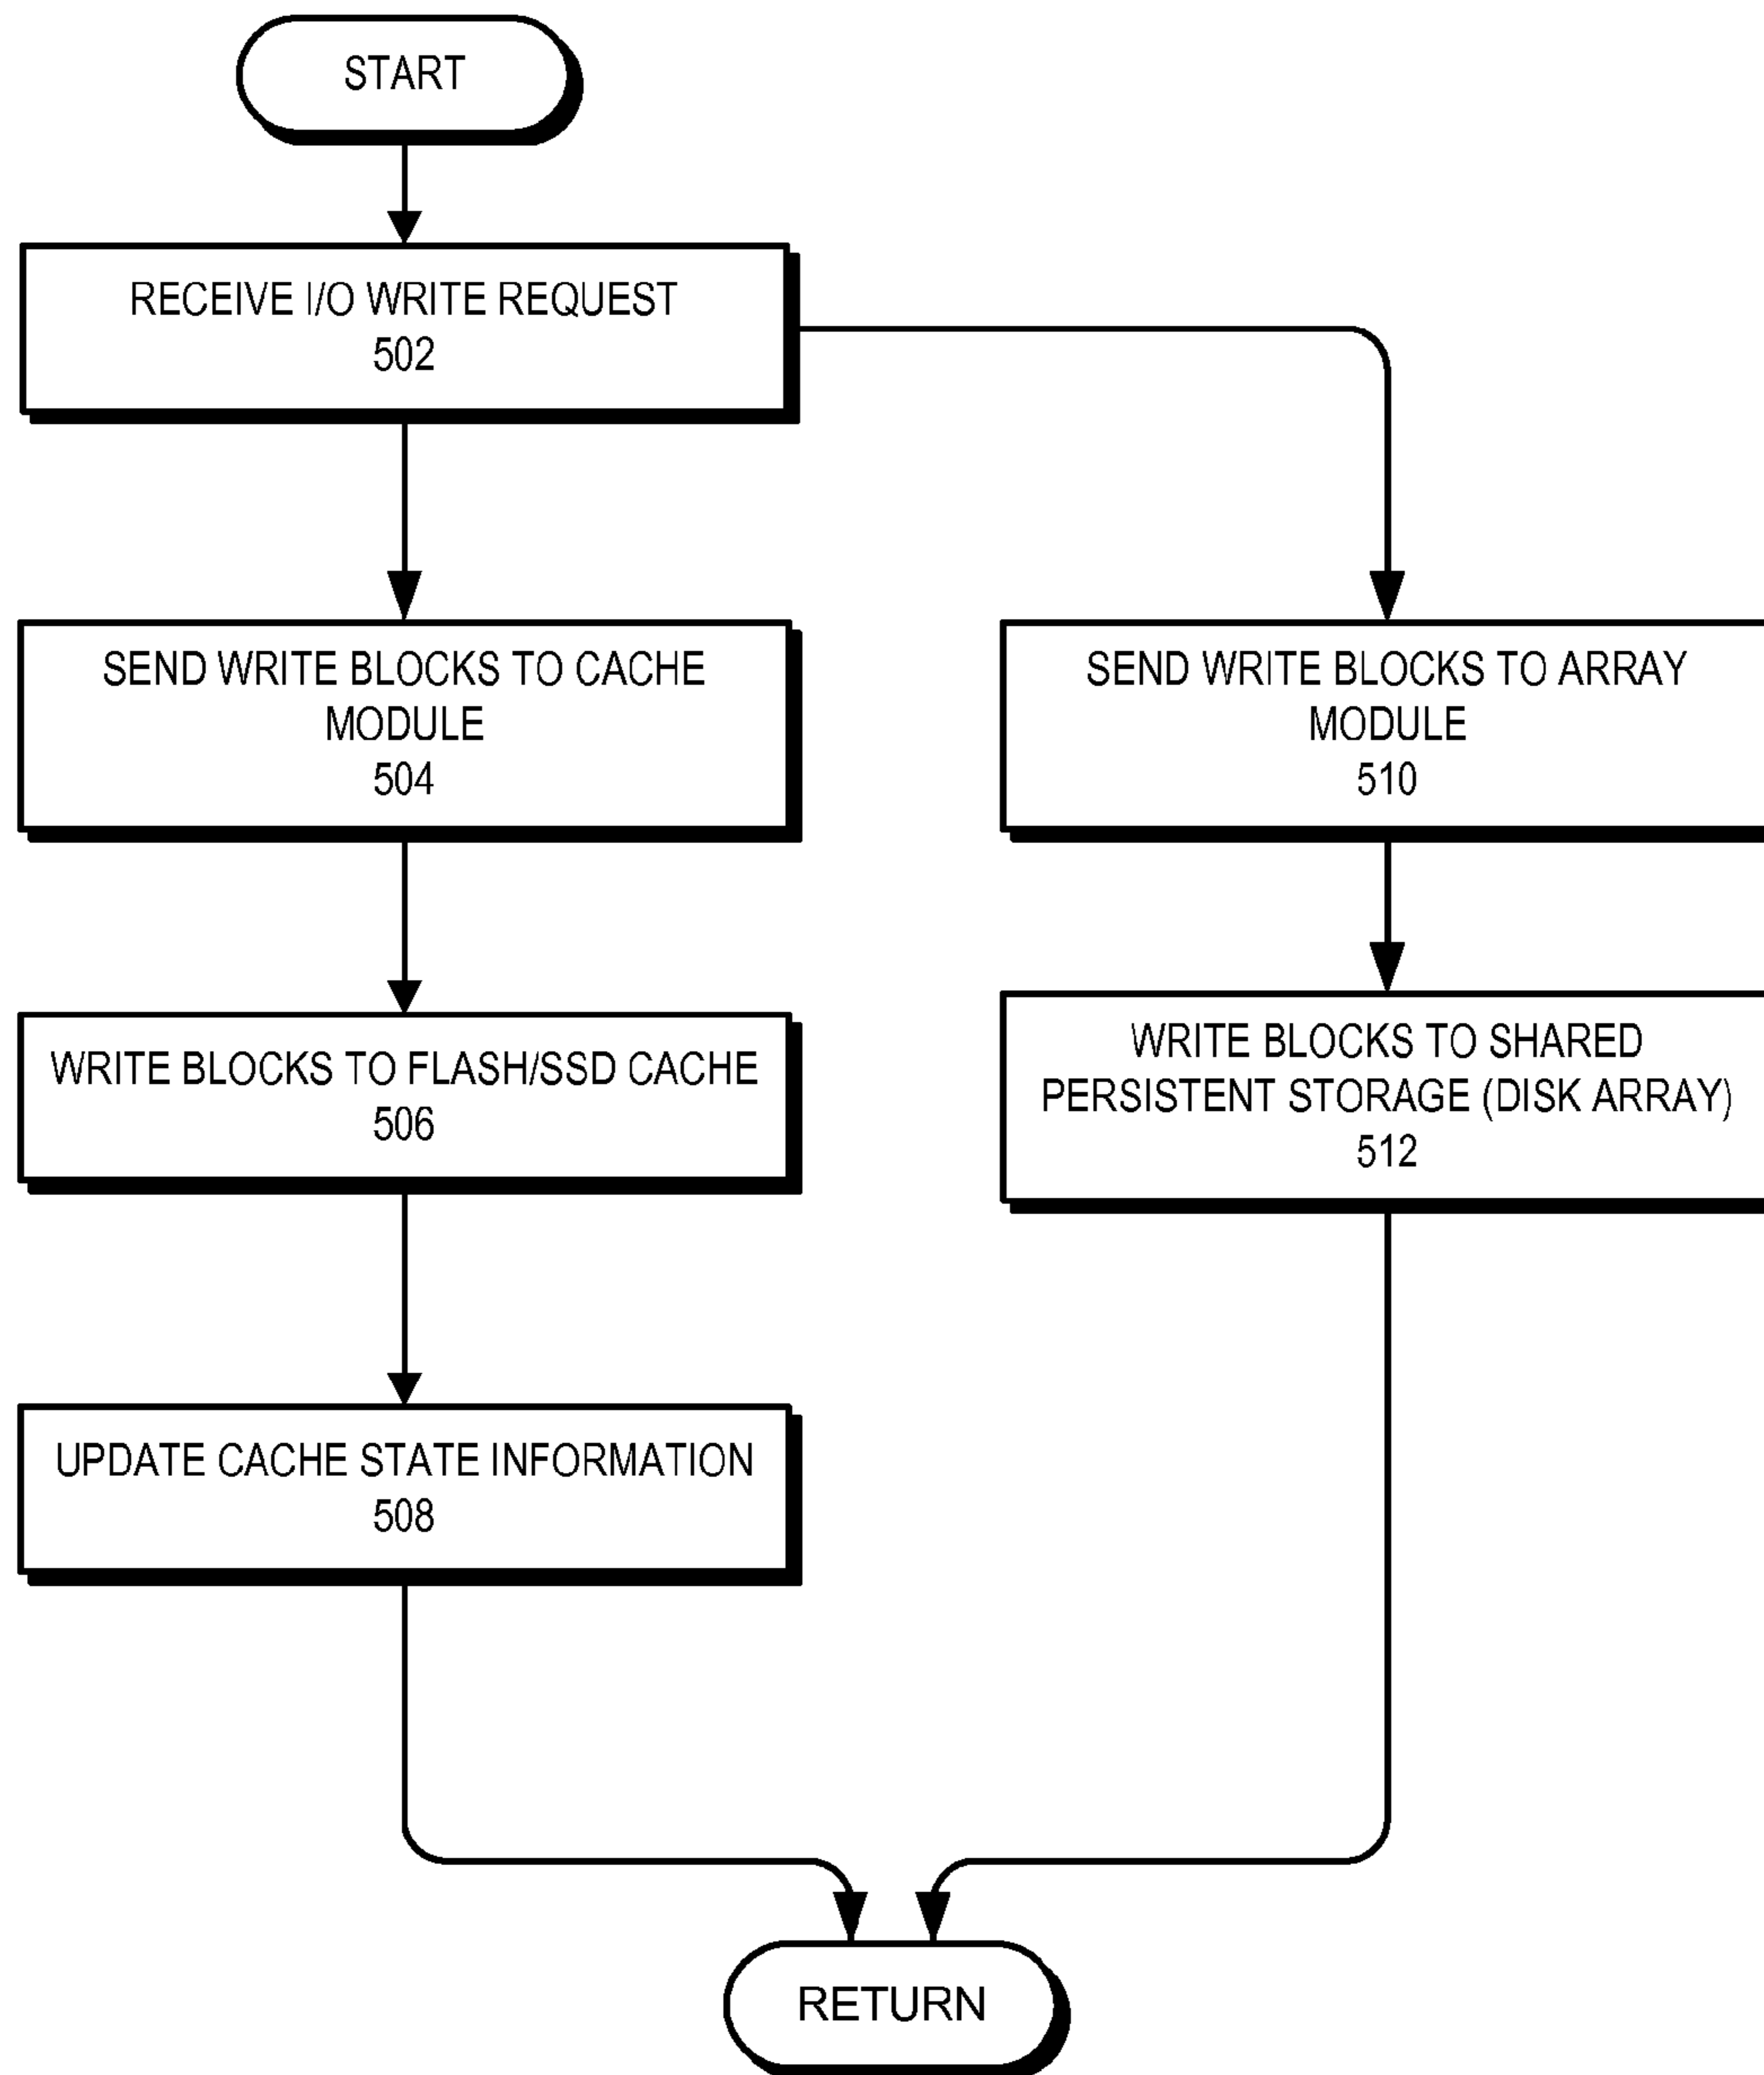 START
RECEIVE I/O WRITE REQUEST
502
SEND WRITE BLOCKS TO CACHE
MODULE
504
SEND WRITE BLOCKS TO ARRAY
MODULE
510
WRITE BLOCKS TO FLASH/SSD CACHE
506
WRITE BLOCKS TO SHARED
PERSISTENT STORAGE (DISK ARRAY)
512
UPDATE CACHE STATE INFORMATION
508
RETURN